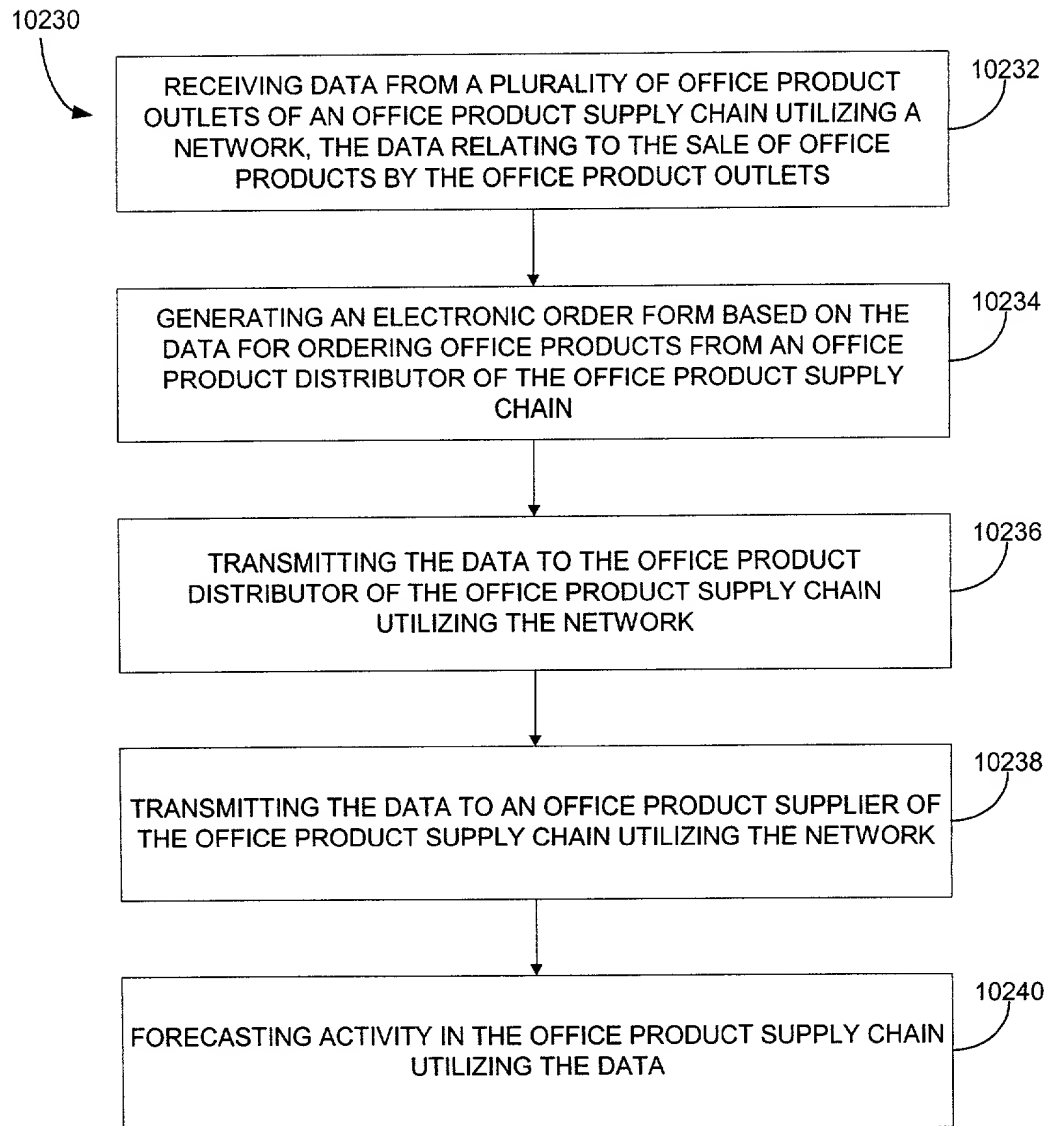 10230
RECEIVING DATA FROM A PLURALITY OF OFFICE PRODUCT
OUTLETS OF AN OFFICE PRODUCT SUPPLY CHAIN UTILIZING A
NETWORK, THE DATA RELATING TO THE SALE OF OFFICE
PRODUCTS BY THE OFFICE PRODUCT OUTLETS
10232
GENERATING AN ELECTRONIC ORDER FORM BASED ON THE
DATA FOR ORDERING OFFICE PRODUCTS FROM AN OFFICE
PRODUCT DISTRIBUTOR OF THE OFFICE PRODUCT SUPPLY
CHAIN
10234
TRANSMITTING THE DATA TO THE OFFICE PRODUCT
DISTRIBUTOR OF THE OFFICE PRODUCT SUPPLY CHAIN
UTILIZING THE NETWORK
10236
TRANSMITTING THE DATA TO AN OFFICE PRODUCT SUPPLIER OF
THE OFFICE PRODUCT SUPPLY CHAIN UTILIZING THE NETWORK
10238
FORECASTING ACTIVITY IN THE OFFICE PRODUCT SUPPLY CHAIN
UTILIZING THE DATA
10240